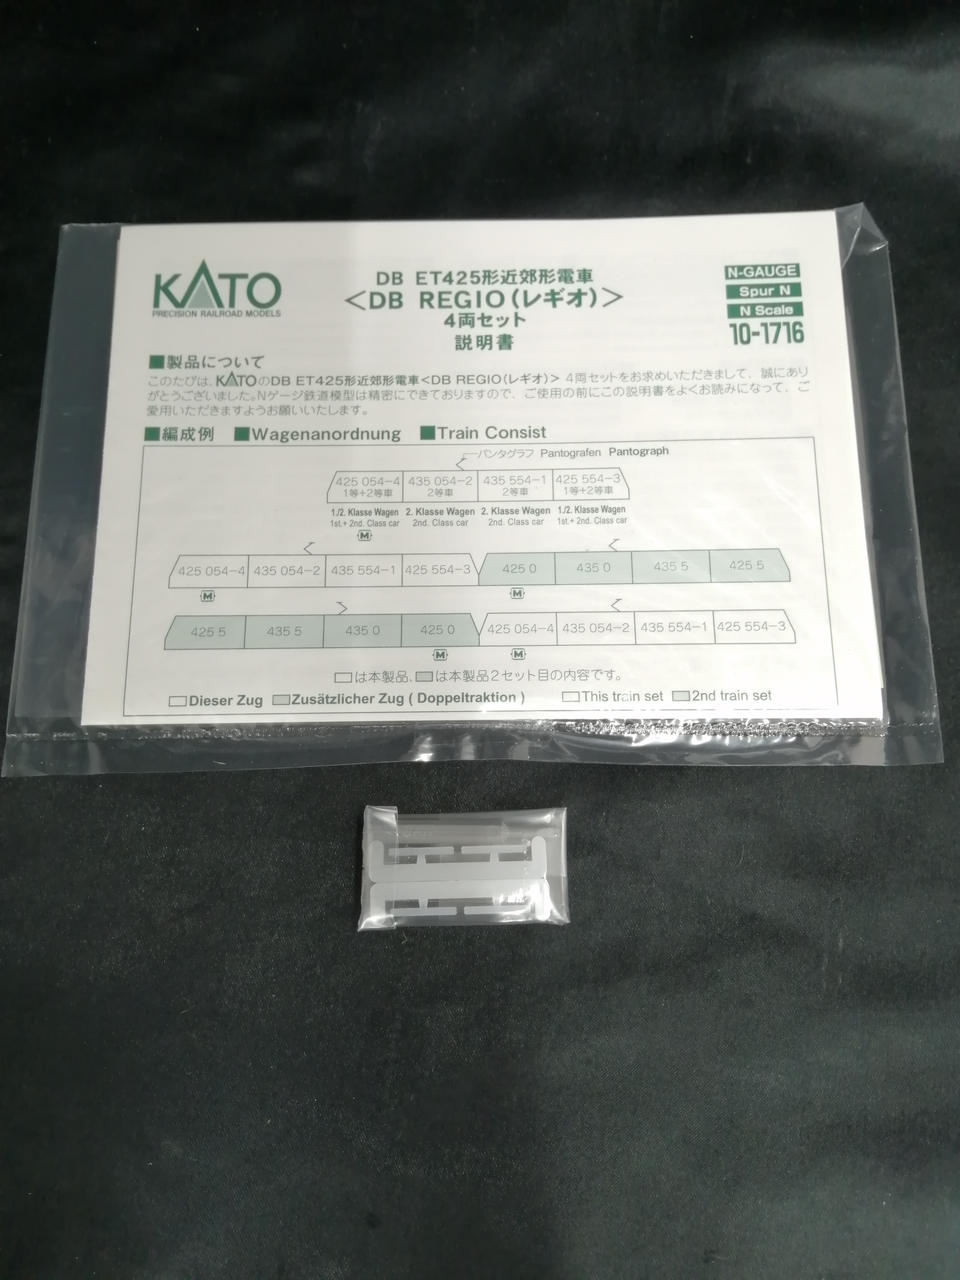 KATO
PRECISION RAILROAD MODELS
DB ET425形近郊形電車
<DB REGIO(レギオ)>
4両セット
説明書
N-GAUGE
Spur N
N Scale
10-1716
■製品について
このたびは、KATOのDB ET425形近郊形電車<DB REGIO(レギオ)> 4両セットをお求めいただきまして、誠にあり
がとうございました。Nゲージ鉄道模型は精密にできておりますので、ご使用の前にこの説明書をよくお読みになって、ご
愛用いただきますようお願いいたします。
■編成例 ■Wagenanordnung ■Train Consist
パンタグラフ Pantografen Pantograph
425 054-4 435 054-2 435 554-1 425 554-3
1等+2等車 2等車 2等車 1等+2等車
1./2. Klasse Wagen 2. Klasse Wagen 2. Klasse Wagen 1./2. Klasse Wagen
1st.+ 2nd. Class car 2nd. Class car 2nd. Class car 1st.+ 2nd. Class car
M
425 054-4 435 054-2 435 554-1 425 554-3 425 0 435 0 435 5 425 5
M M
425 5 435 5 435 0 425 0 425 054-4 435 054-2 435 554-1 425 554-3
M M
□は本製品、■は本製品2セット目の内容です。
Dieser Zug Zusätzlicher Zug ( Doppeltraktion ) This train set 2nd train set